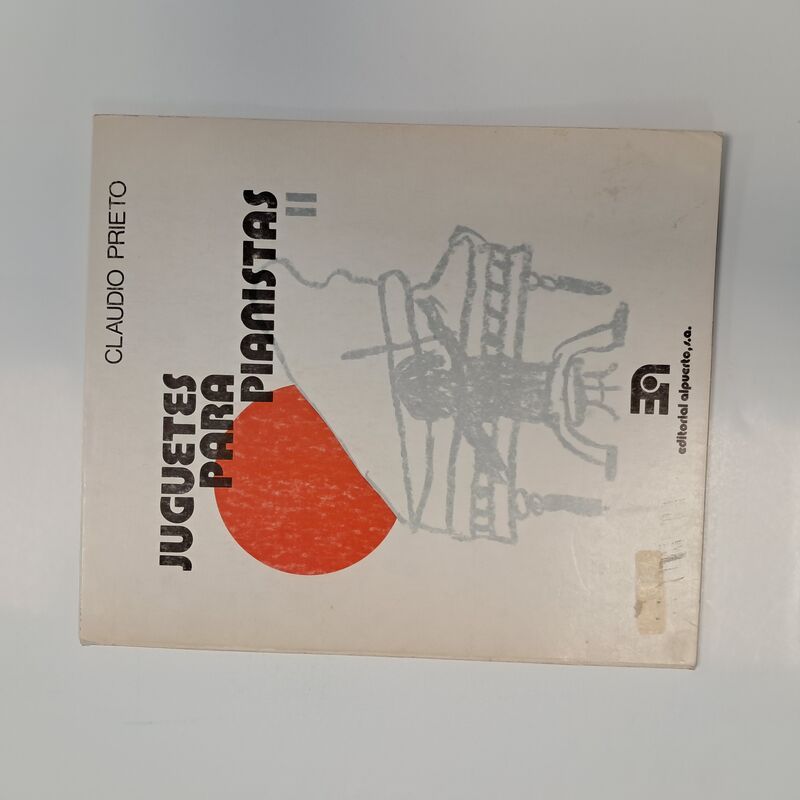 CLAUDIO PRIETO
JUGUETES
PARA
PIANISTAS
II
editorial alpuerto, s.a.